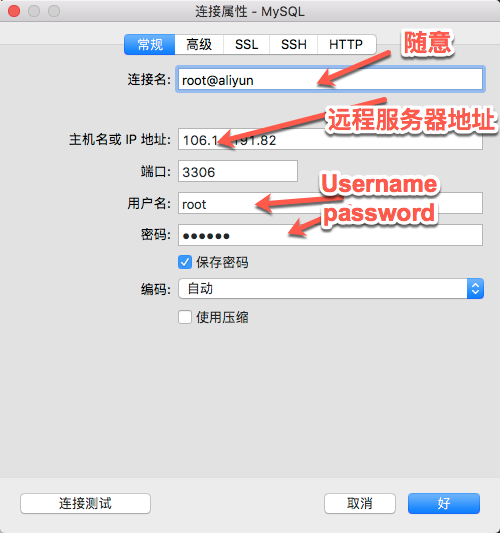 连接属性 - MySQL
常规 高级 SSL SSH HTTP
随意
连接名: root@aliyun
远程服务器地址
主机名或 IP 地址: 106.1 191.82
端口: 3306
Username
用户名: root
password
密码: ●●●●●●
保存密码
编码: 自动
使用压缩
连接测试 取消 好